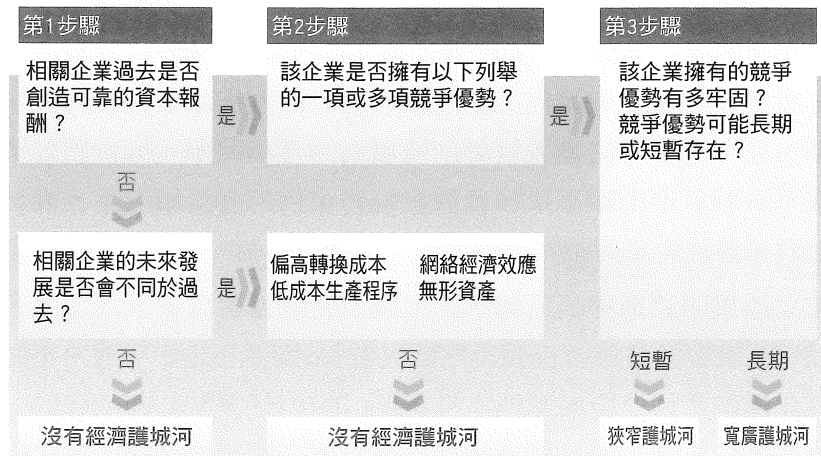 第1步驟
相關企業過去是否
創造可靠的資本報
酬？
是
否
相關企業的未來發
展是否會不同於過
去？
是
否
沒有經濟護城河
第2步驟
該企業是否擁有以下列舉
的一項或多項競爭優勢？
是
偏高轉換成本 網絡經濟效應
低成本生產程序 無形資產
否
沒有經濟護城河
第3步驟
該企業擁有的競爭
優勢有多牢固？
競爭優勢可能長期
或短暫存在？
短暫 長期
狹窄護城河 寬廣護城河